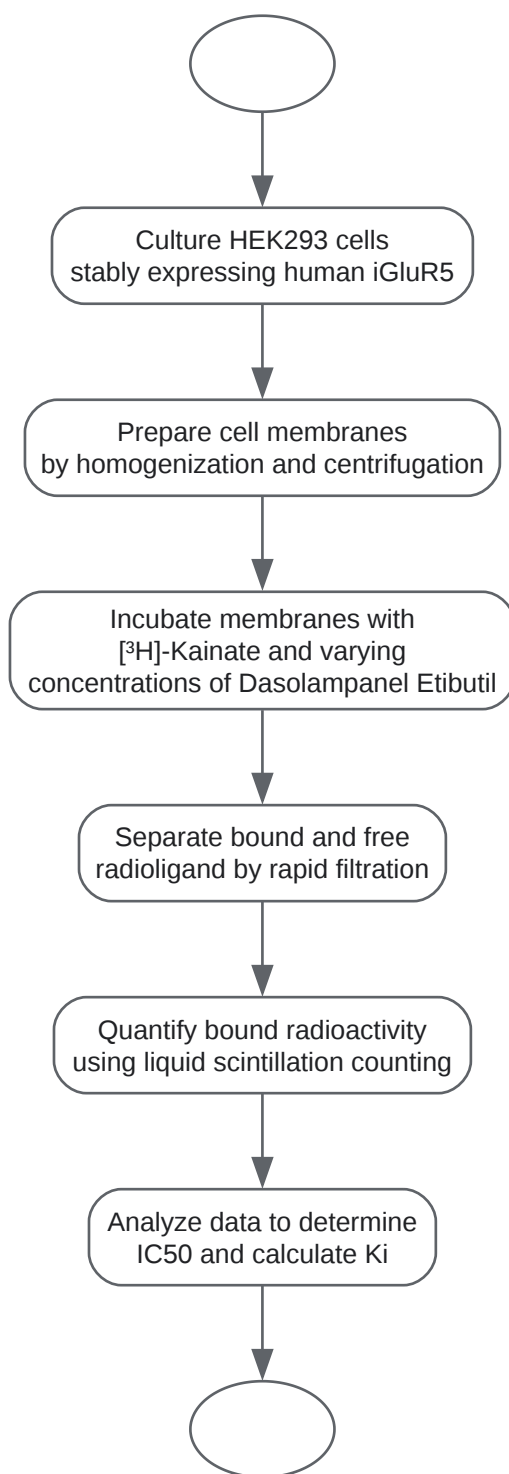 Culture HEK293 cells
stably expressing human iGluR5
Prepare cell membranes
by homogenization and centrifugation
Incubate membranes with
[³H]-Kainate and varying
concentrations of Dasolampanel Etibutil
Separate bound and free
radioligand by rapid filtration
Quantify bound radioactivity
using liquid scintillation counting
Analyze data to determine
IC50 and calculate Ki